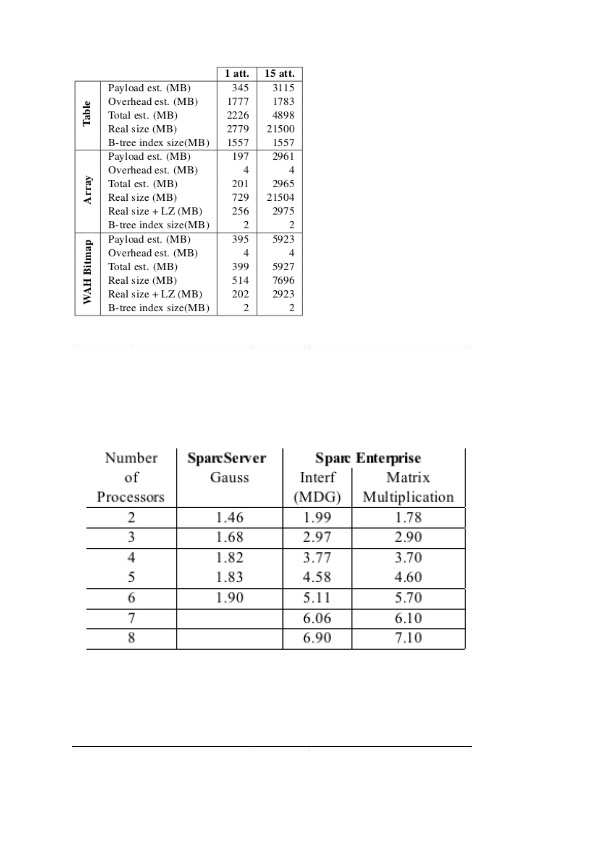 1 att. 15 att.
Table
Payload est. (MB) 345 3115
Overhead est. (MB) 1777 1783
Total est. (MB) 2226 4898
Real size (MB) 2779 21500
B-tree index size(MB) 1557 1557
Array
Payload est. (MB) 197 2961
Overhead est. (MB) 4 4
Total est. (MB) 201 2965
Real size (MB) 729 21504
Real size + LZ (MB) 256 2975
B-tree index size(MB) 2 2
WAH Bitmap
Payload est. (MB) 395 5923
Overhead est. (MB) 4 4
Total est. (MB) 399 5927
Real size (MB) 514 7696
Real size + LZ (MB) 202 2923
B-tree index size(MB) 2 2
Number SparcServer Sparc Enterprise
of Gauss Interf Matrix
Processors (MDG) Multiplication
2 1.46 1.99 1.78
3 1.68 2.97 2.90
4 1.82 3.77 3.70
5 1.83 4.58 4.60
6 1.90 5.11 5.70
7 6.06 6.10
8 6.90 7.10